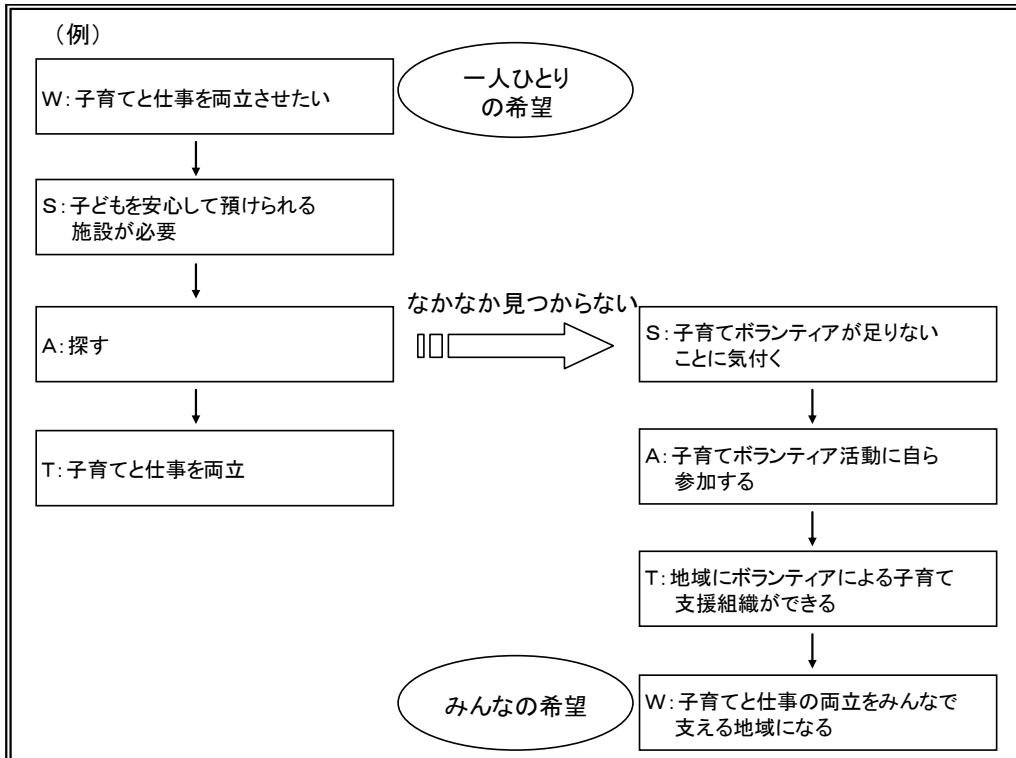 （例）
W：子育てと仕事を両立させたい
一人ひとり
の希望
S：子どもを安心して預けられる
施設が必要
A：探す
なかなか見つからない
T：子育てと仕事を両立
S：子育てボランティアが足りない
ことに気付く
A：子育てボランティア活動に自ら
参加する
T：地域にボランティアによる子育て
支援組織ができる
みんなの希望
W：子育てと仕事の両立をみんなで
支える地域になる